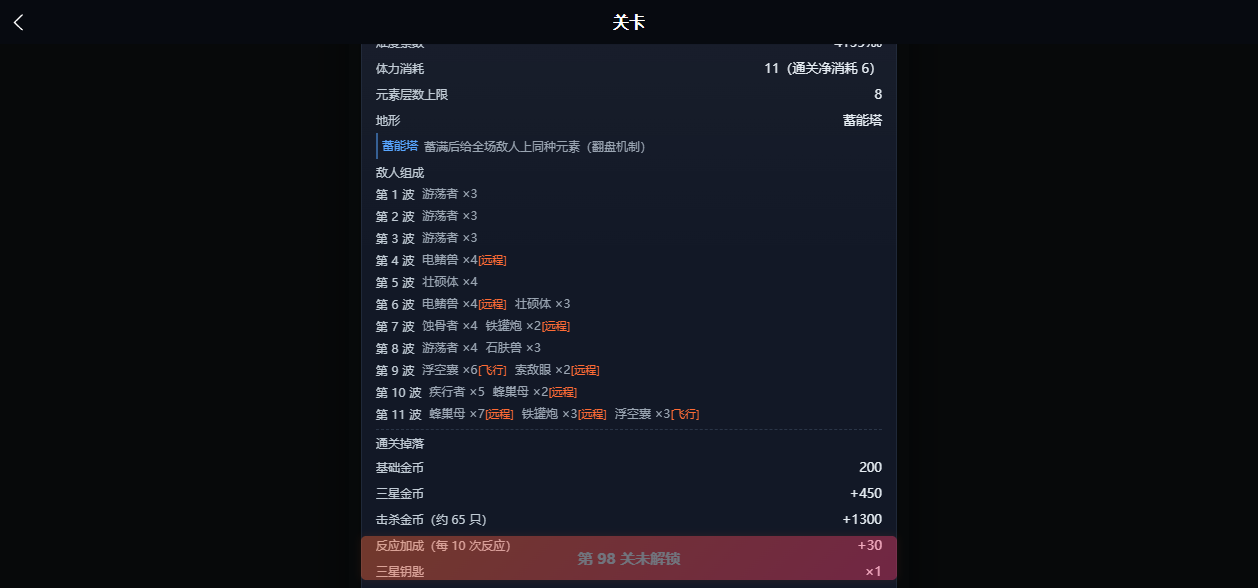 关卡
体力消耗 11（通关净消耗 6）
元素层数上限 8
地形 蓄能塔
蓄能塔 蓄满后给全场敌人上同种元素（翻盘机制）
敌人组成
第 1 波 游荡者 ×3
第 2 波 游荡者 ×3
第 3 波 游荡者 ×3
第 4 波 电鳍兽 ×4[远程]
第 5 波 壮硕体 ×4
第 6 波 电鳍兽 ×4[远程] 壮硕体 ×3
第 7 波 蚀骨者 ×4 铁罐炮 ×2[远程]
第 8 波 游荡者 ×4 石肤兽 ×3
第 9 波 浮空囊 ×6[飞行] 索敌眼 ×2[远程]
第 10 波 疾行者 ×5 蜂巢母 ×2[远程]
第 11 波 蜂巢母 ×7[远程] 铁罐炮 ×3[远程] 浮空囊 ×3[飞行]
通关掉落
基础金币 200
三星金币 +450
击杀金币（约 65 只） +1300
反应加成（每 10 次反应） +30
第 98 关未解锁
三星钥匙 ×1